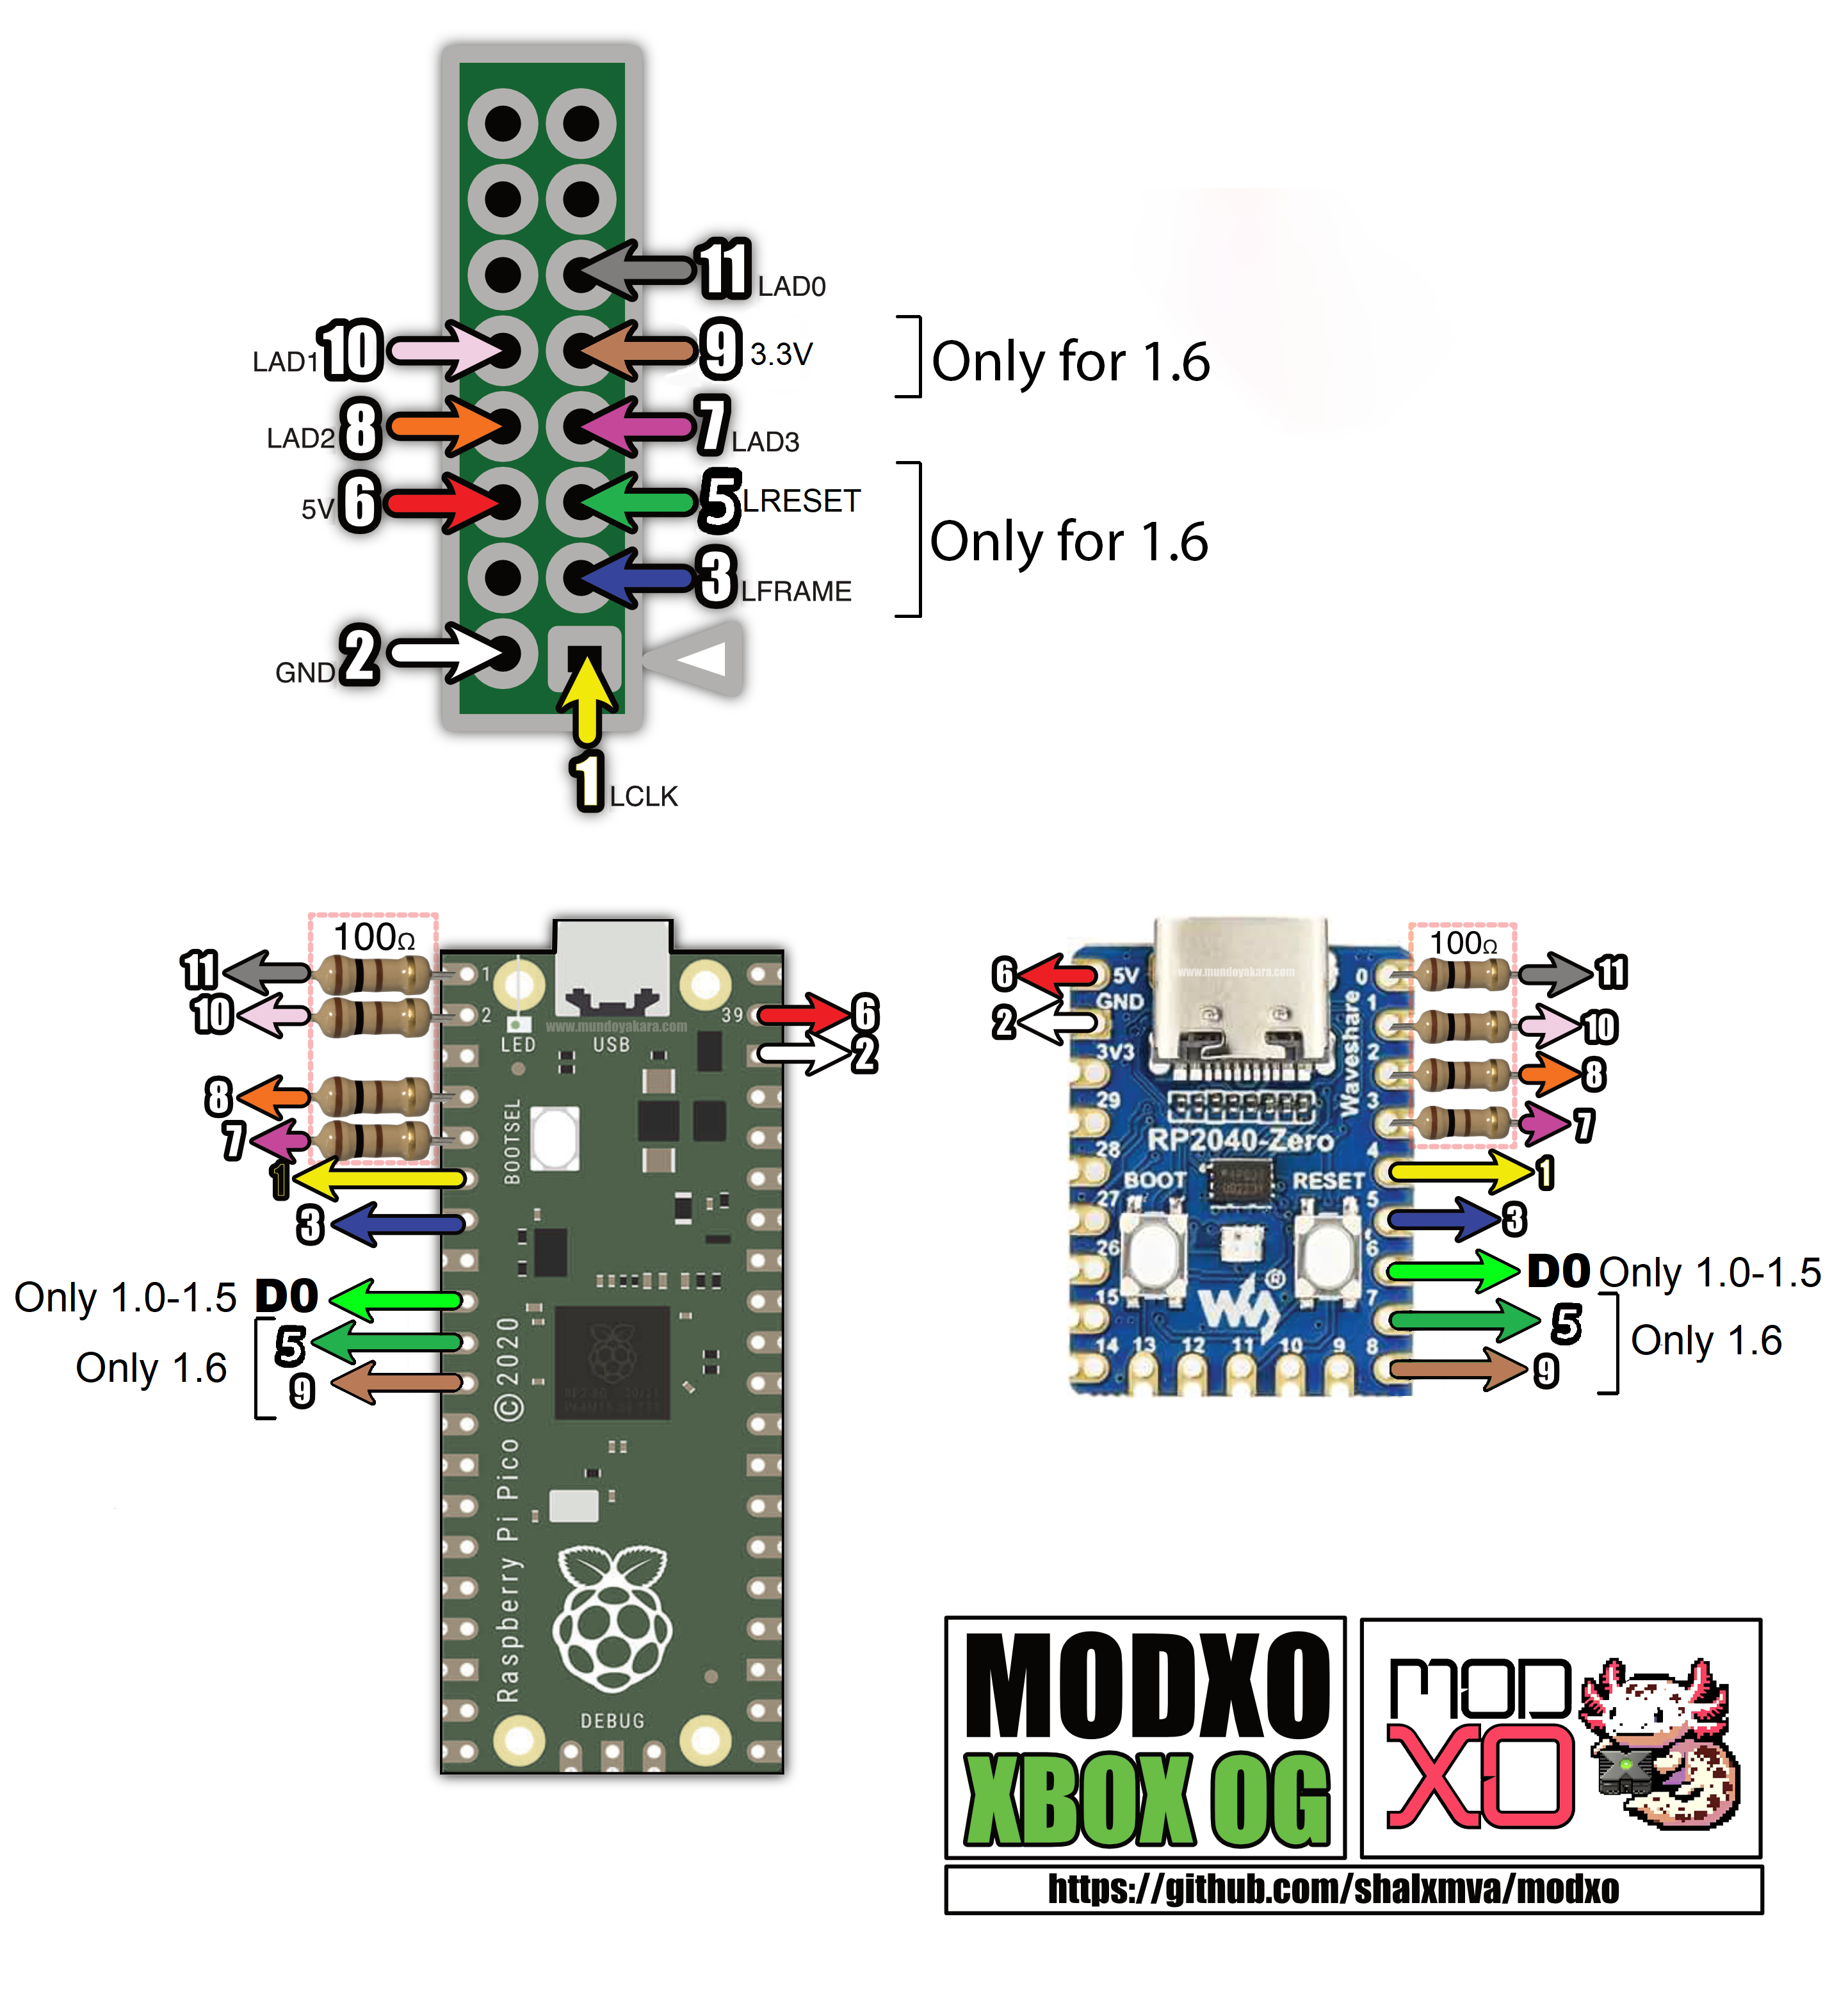 11 LAD0
LAD1 10
9 3.3V
Only for 1.6
LAD2 8
7 LAD3
5V 6
5 LRESET
Only for 1.6
3 LFRAME
GND 2
1 LCLK
100Ω
11
10
8
7
1
3
Only 1.0-1.5 D0
5
Only 1.6
9
1
2
39
6
2
LED
USB
www.mundoyakara.com
BOOTSEL
Raspberry Pi Pico ©2020
DEBUG
6
2
5V
GND
3V3
29
28
27
26
15
14
13
12
11
10
9
8
0
1
2
3
4
5
6
7
www.mundoyakara.com
Waveshare
RP2040-Zero
BOOT
RESET
®
100Ω
11
10
8
7
1
3
D0 Only 1.0-1.5
5
Only 1.6
9
MODXO
XBOX OG
MOD
XO
https://github.com/shalxmva/modxo